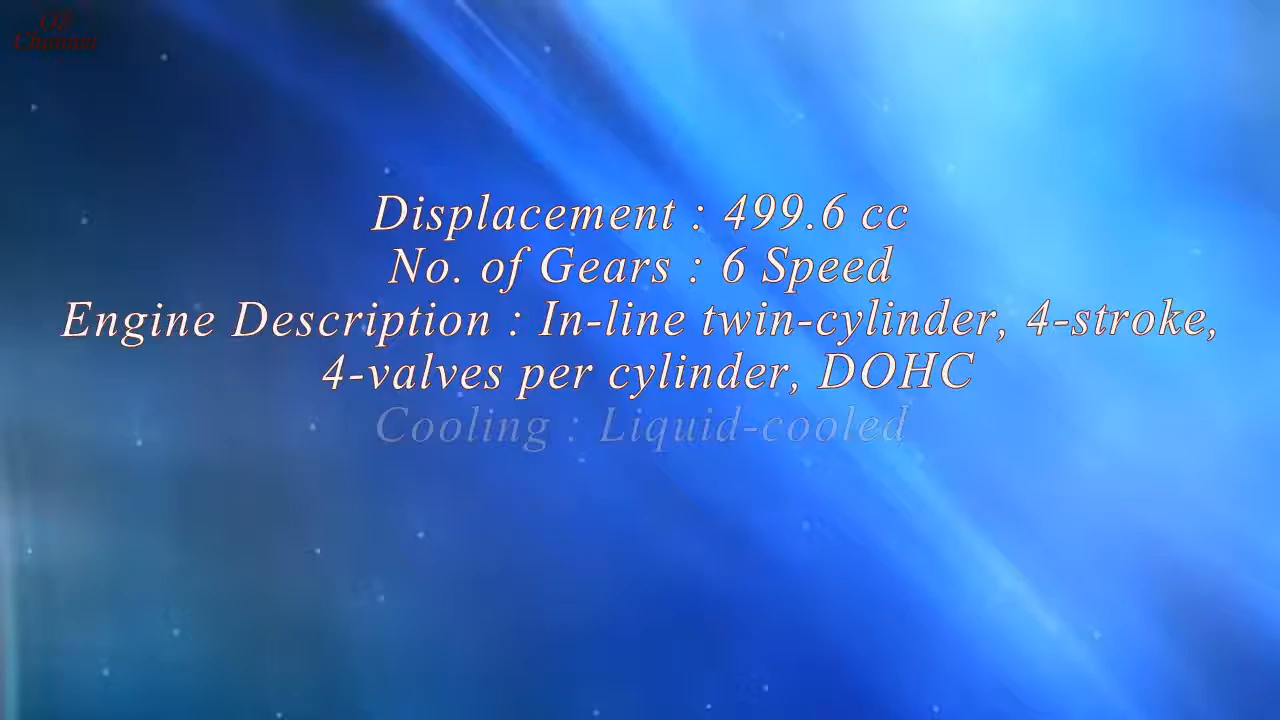 Channel
Displacement : 499.6 cc
No. of Gears : 6 Speed
Engine Description : In-line twin-cylinder, 4-stroke,
4-valves per cylinder, DOHC
Cooling : Liquid-cooled